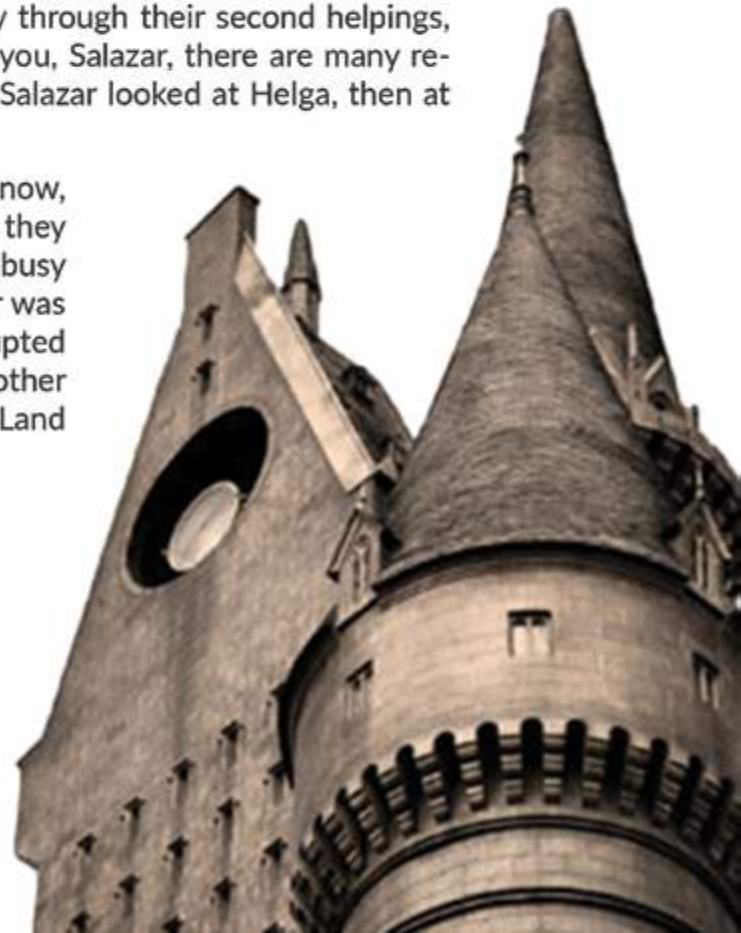 through their second helpings,
you, Salazar, there are many re-
Salazar looked at Helga, then at
now,
they
busy
was
other
Land